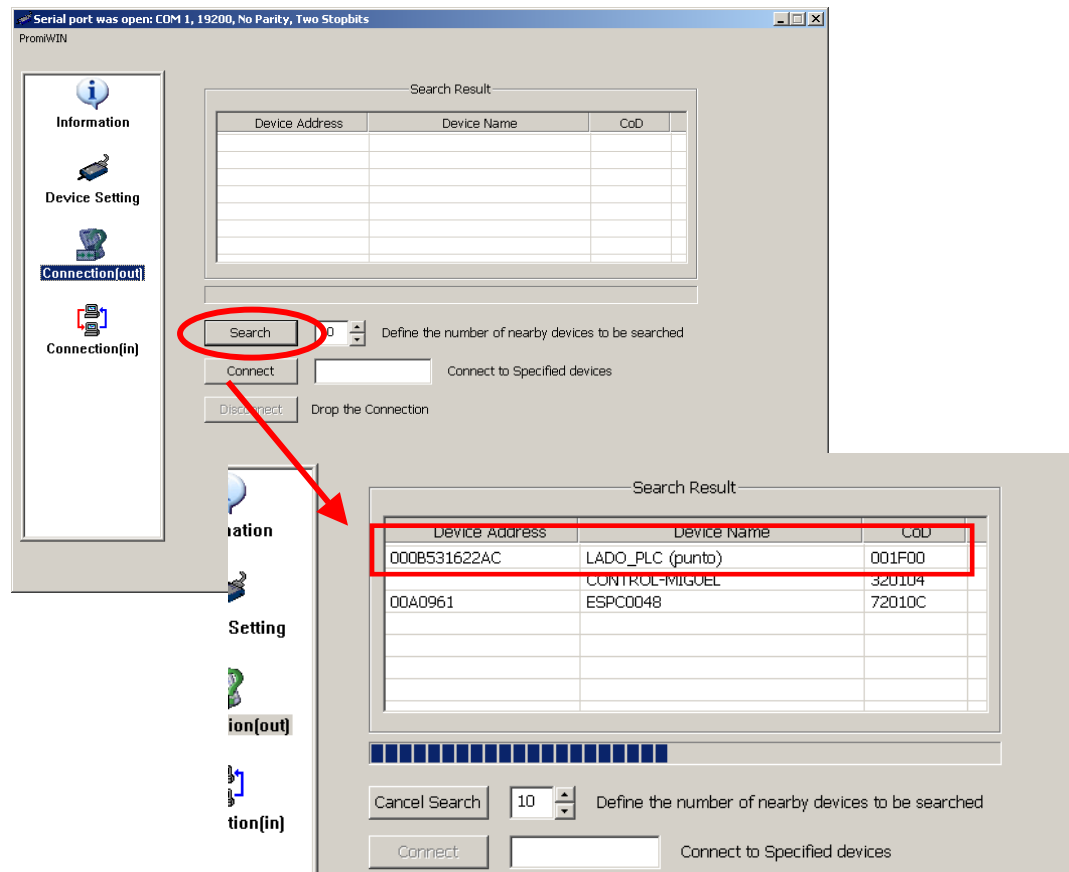 Serial port was open: COM 1, 19200, No Parity, Two Stopbits
PromiWIN
Information
Device Setting
Connection(out)
Connection(in)
Search Result
Device Address Device Name CoD
Search Define the number of nearby devices to be searched
Connect Connect to Specified devices
Disconnect Drop the Connection
Search Result
Device Address Device Name CoD
000B531622AC LADO_PLC (punto) 001F00
CONTROL-MIGUEL 320104
00A0961 ESPC0048 72010C
ation
Setting
ion(out)
tion(in)
Cancel Search 10 Define the number of nearby devices to be searched
Connect Connect to Specified devices